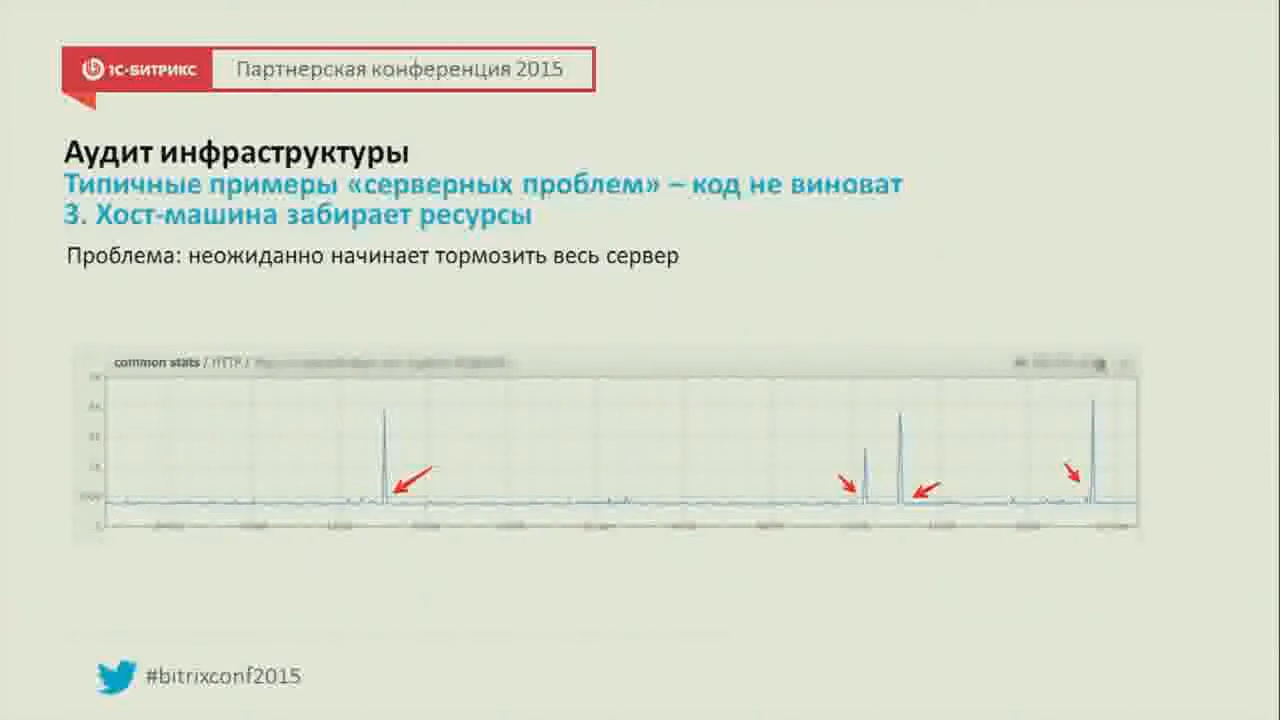 1С-БИТРИКС
Партнерская конференция 2015
Аудит инфраструктуры
Типичные примеры «серверных проблем» – код не виноват
3. Хост-машина забирает ресурсы
Проблема: неожиданно начинает тормозить весь сервер
common stats / HTTP /
#bitrixconf2015